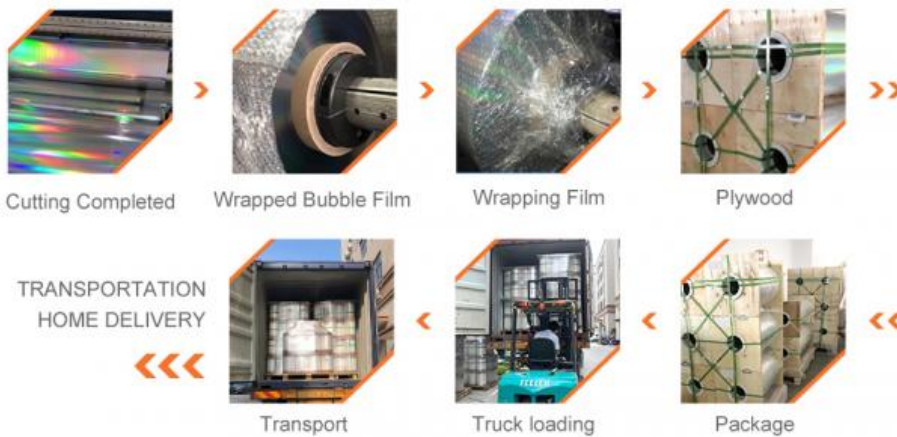 Cutting Completed
Wrapped Bubble Film
Wrapping Film
Plywood
TRANSPORTATION
HOME DELIVERY
Transport
Truck loading
Package